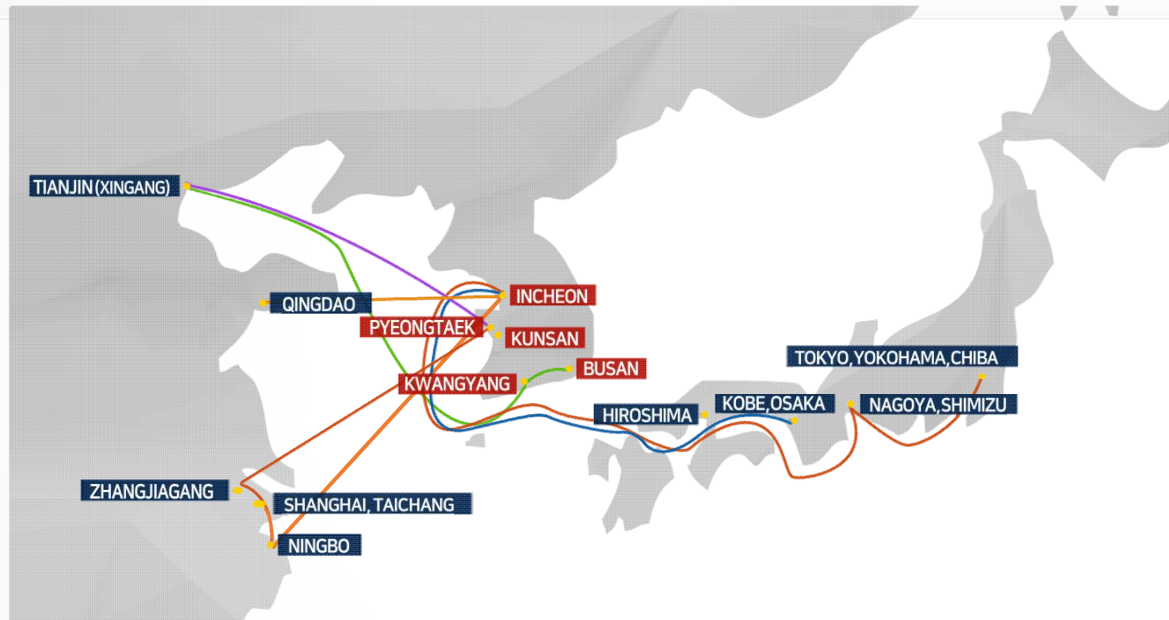 TIANJIN(XINGANG)
QINGDAO
INCHEON
PYEONGTAEK
KUNSAN
KWANGYANG
BUSAN
TOKYO,YOKOHAMA,CHIBA
HIROSHIMA
KOBE,OSAKA
NAGOYA,SHIMIZU
ZHANGJIAGANG
SHANGHAI, TAICHANG
NINGBO